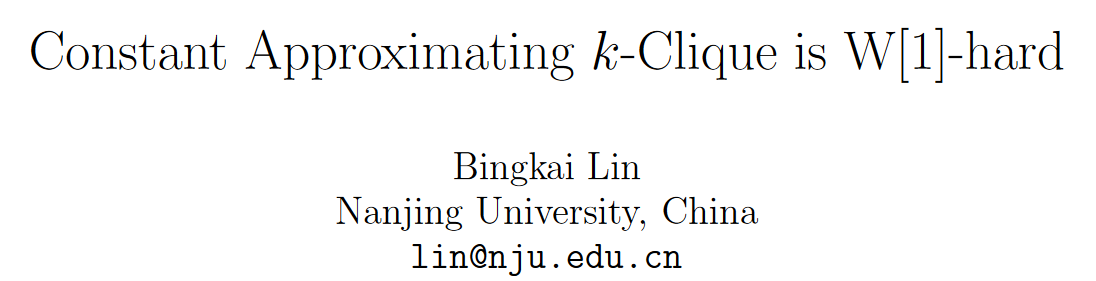 Constant Approximating k-Clique is W[1]-hard
Bingkai Lin
Nanjing University, China
lin@nju.edu.cn